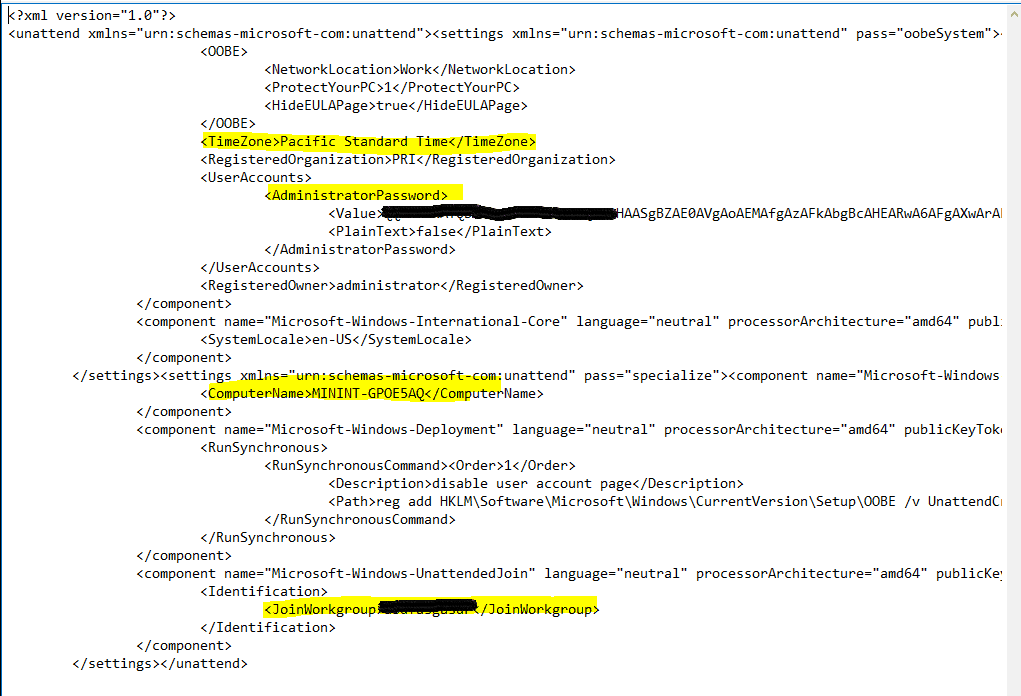 <?xml version="1.0"?>
<unattend xmlns="urn:schemas-microsoft-com:unattend"><settings xmlns="urn:schemas-microsoft-com:unattend" pass="oobeSystem">
<OOBE>
<NetworkLocation>Work</NetworkLocation>
<ProtectYourPC>1</ProtectYourPC>
<HideEULAPage>true</HideEULAPage>
</OOBE>
<TimeZone>Pacific Standard Time</TimeZone>
<RegisteredOrganization>PRI</RegisteredOrganization>
<UserAccounts>
<AdministratorPassword>
<Value> HAASgBZAE0AVgAoAEMAfgAzAFkAbgBcAHEARwA6AFgAXwArAI
<PlainText>false</PlainText>
</AdministratorPassword>
</UserAccounts>
<RegisteredOwner>administrator</RegisteredOwner>
</component>
<component name="Microsoft-Windows-International-Core" language="neutral" processorArchitecture="amd64" publi
<SystemLocale>en-US</SystemLocale>
</component>
</settings><settings xmlns="urn:schemas-microsoft-com:unattend" pass="specialize"><component name="Microsoft-Windows
<ComputerName>MININT-GPOE5AQ</ComputerName>
</component>
<component name="Microsoft-Windows-Deployment" language="neutral" processorArchitecture="amd64" publicKeyToke
<RunSynchronous>
<RunSynchronousCommand><Order>1</Order>
<Description>disable user account page</Description>
<Path>reg add HKLM\Software\Microsoft\Windows\CurrentVersion\Setup\OOBE /v UnattendCr
</RunSynchronousCommand>
</RunSynchronous>
</component>
<component name="Microsoft-Windows-UnattendedJoin" language="neutral" processorArchitecture="amd64" publicKey
<Identification>
<JoinWorkgroup> </JoinWorkgroup>
</Identification>
</component>
</settings></unattend>